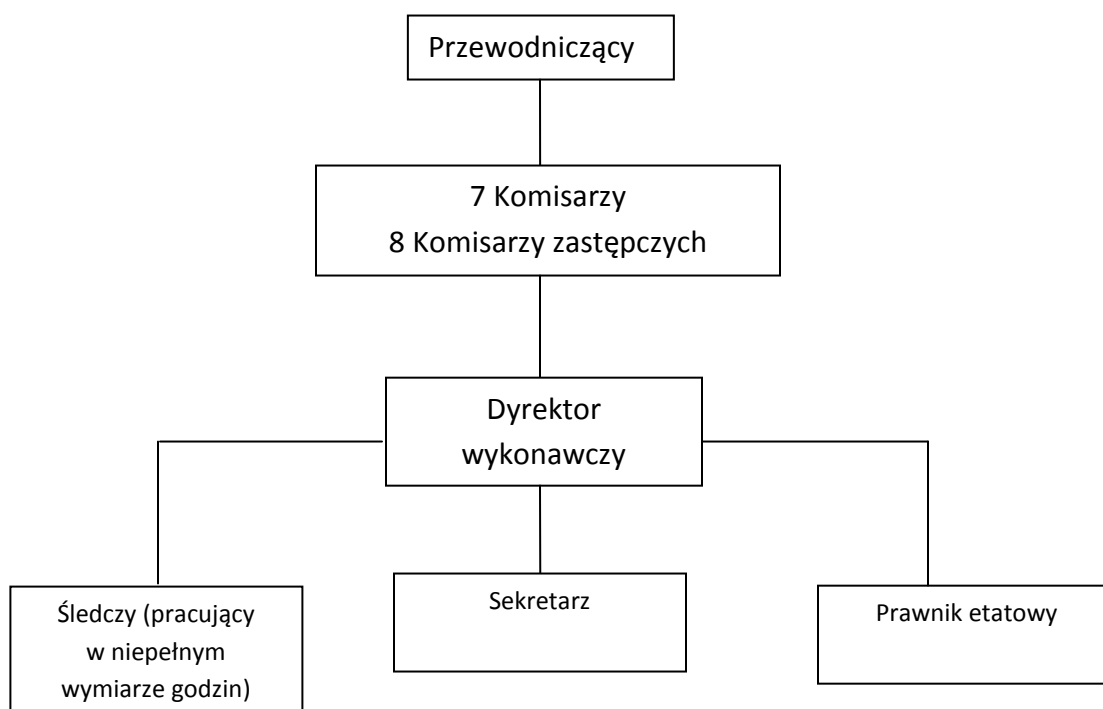 Przewodniczący
7 Komisarzy
8 Komisarzy zastępczych
Dyrektor
wykonawczy
Śledczy (pracujący
w niepełnym
wymiarze godzin)
Sekretarz
Prawnik etatowy